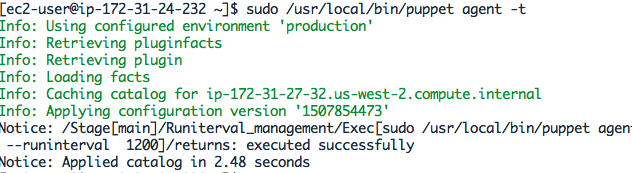 [ec2-user@ip-172-31-24-232 ~]$ sudo /usr/local/bin/puppet agent -t
Info: Using configured environment 'production'
Info: Retrieving pluginfacts
Info: Retrieving plugin
Info: Loading facts
Info: Caching catalog for ip-172-31-27-32.us-west-2.compute.internal
Info: Applying configuration version '1507854473'
Notice: /Stage[main]/Runiterval_management/Exec[sudo /usr/local/bin/puppet agen
--runinterval  1200]/returns: executed successfully
Notice: Applied catalog in 2.48 seconds